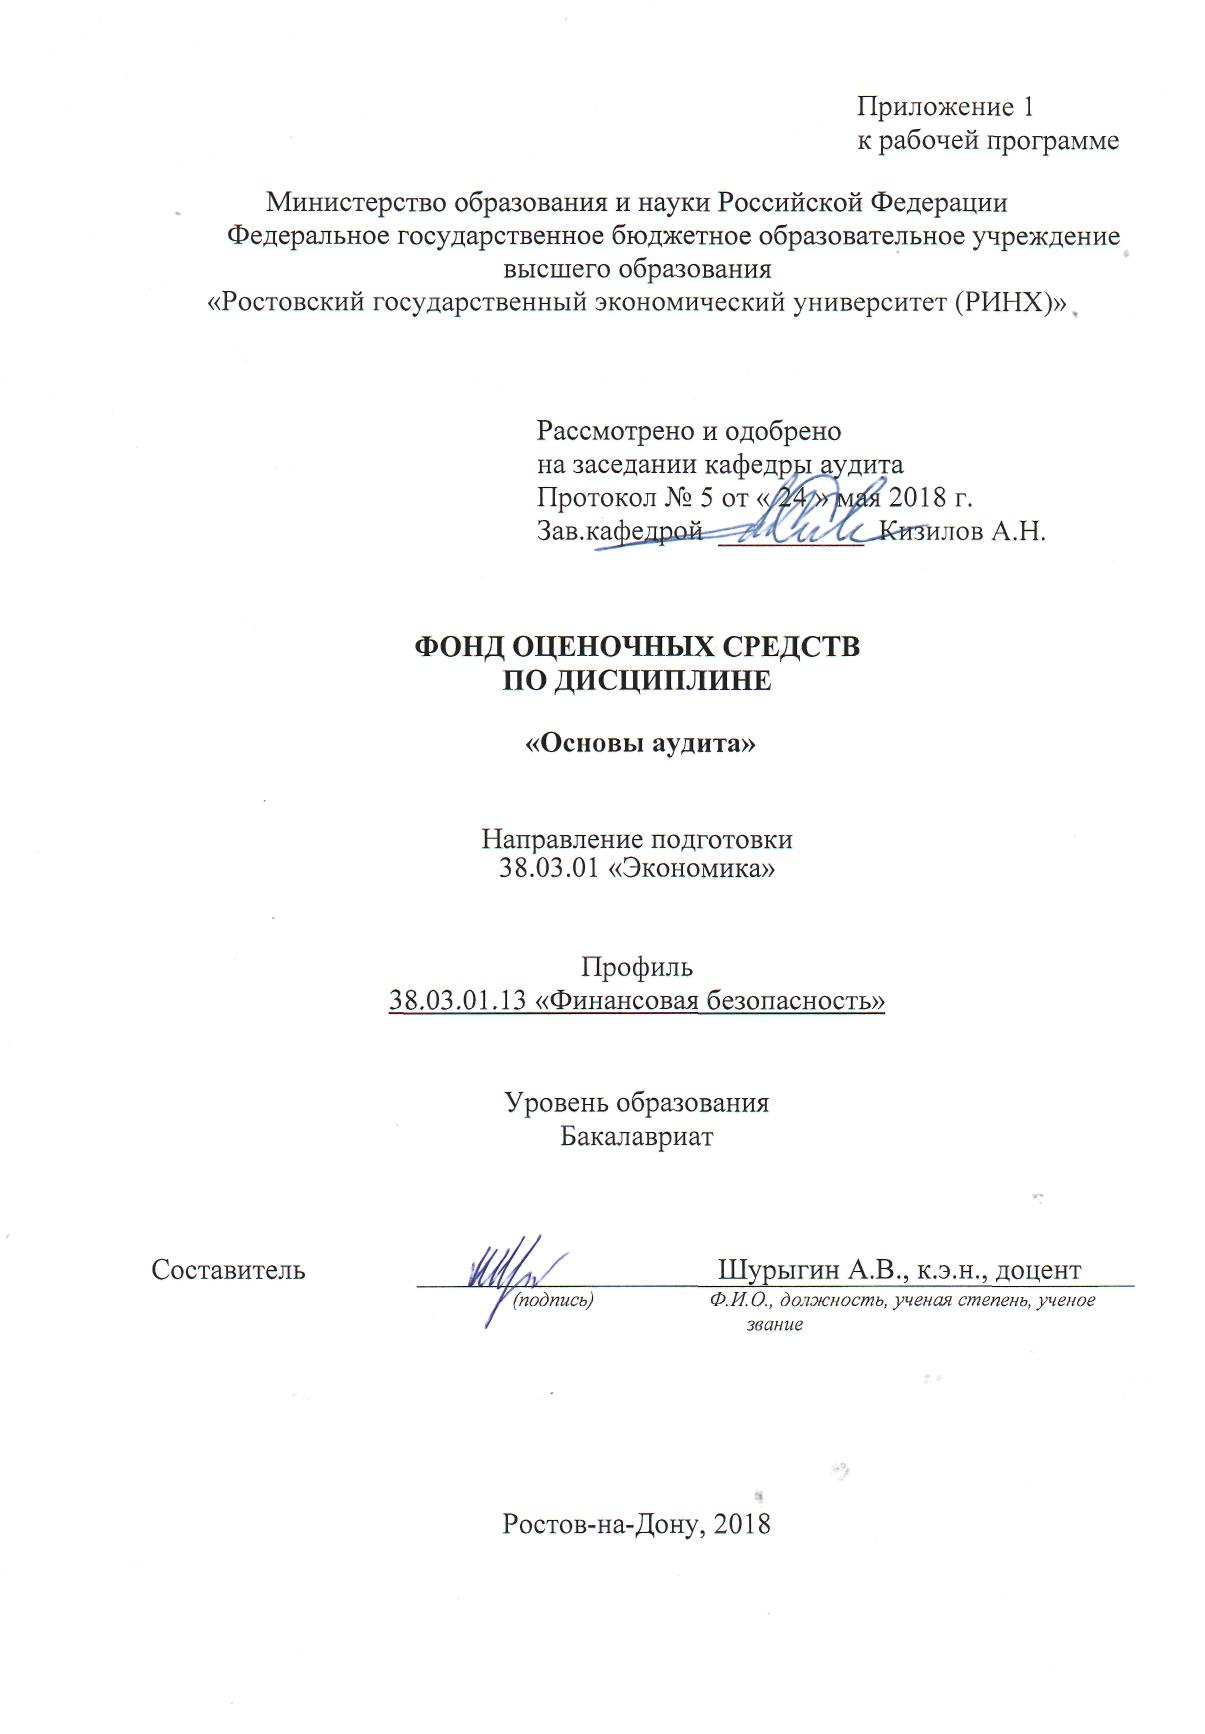 Приложение 1
к рабочей программе
Министерство образования и науки Российской Федерации
Федеральное государственное бюджетное образовательное учреждение
высшего образования
«Ростовский государственный экономический университет (РИНХ)»
Рассмотрено и одобрено
на заседании кафедры аудита
Протокол № 5 от « 24 » мая 2018 г.
Зав.кафедрой __________ Кизилов А.Н.
ФОНД ОЦЕНОЧНЫХ СРЕДСТВ
ПО ДИСЦИПЛИНЕ
«Основы аудита»
Направление подготовки
38.03.01 «Экономика»
Профиль
38.03.01.13 «Финансовая безопасность»
Уровень образования
Бакалавриат
Составитель Шурыгин А.В., к.э.н., доцент
(подпись) Ф.И.О., должность, ученая степень, ученое
звание
Ростов-на-Дону, 2018